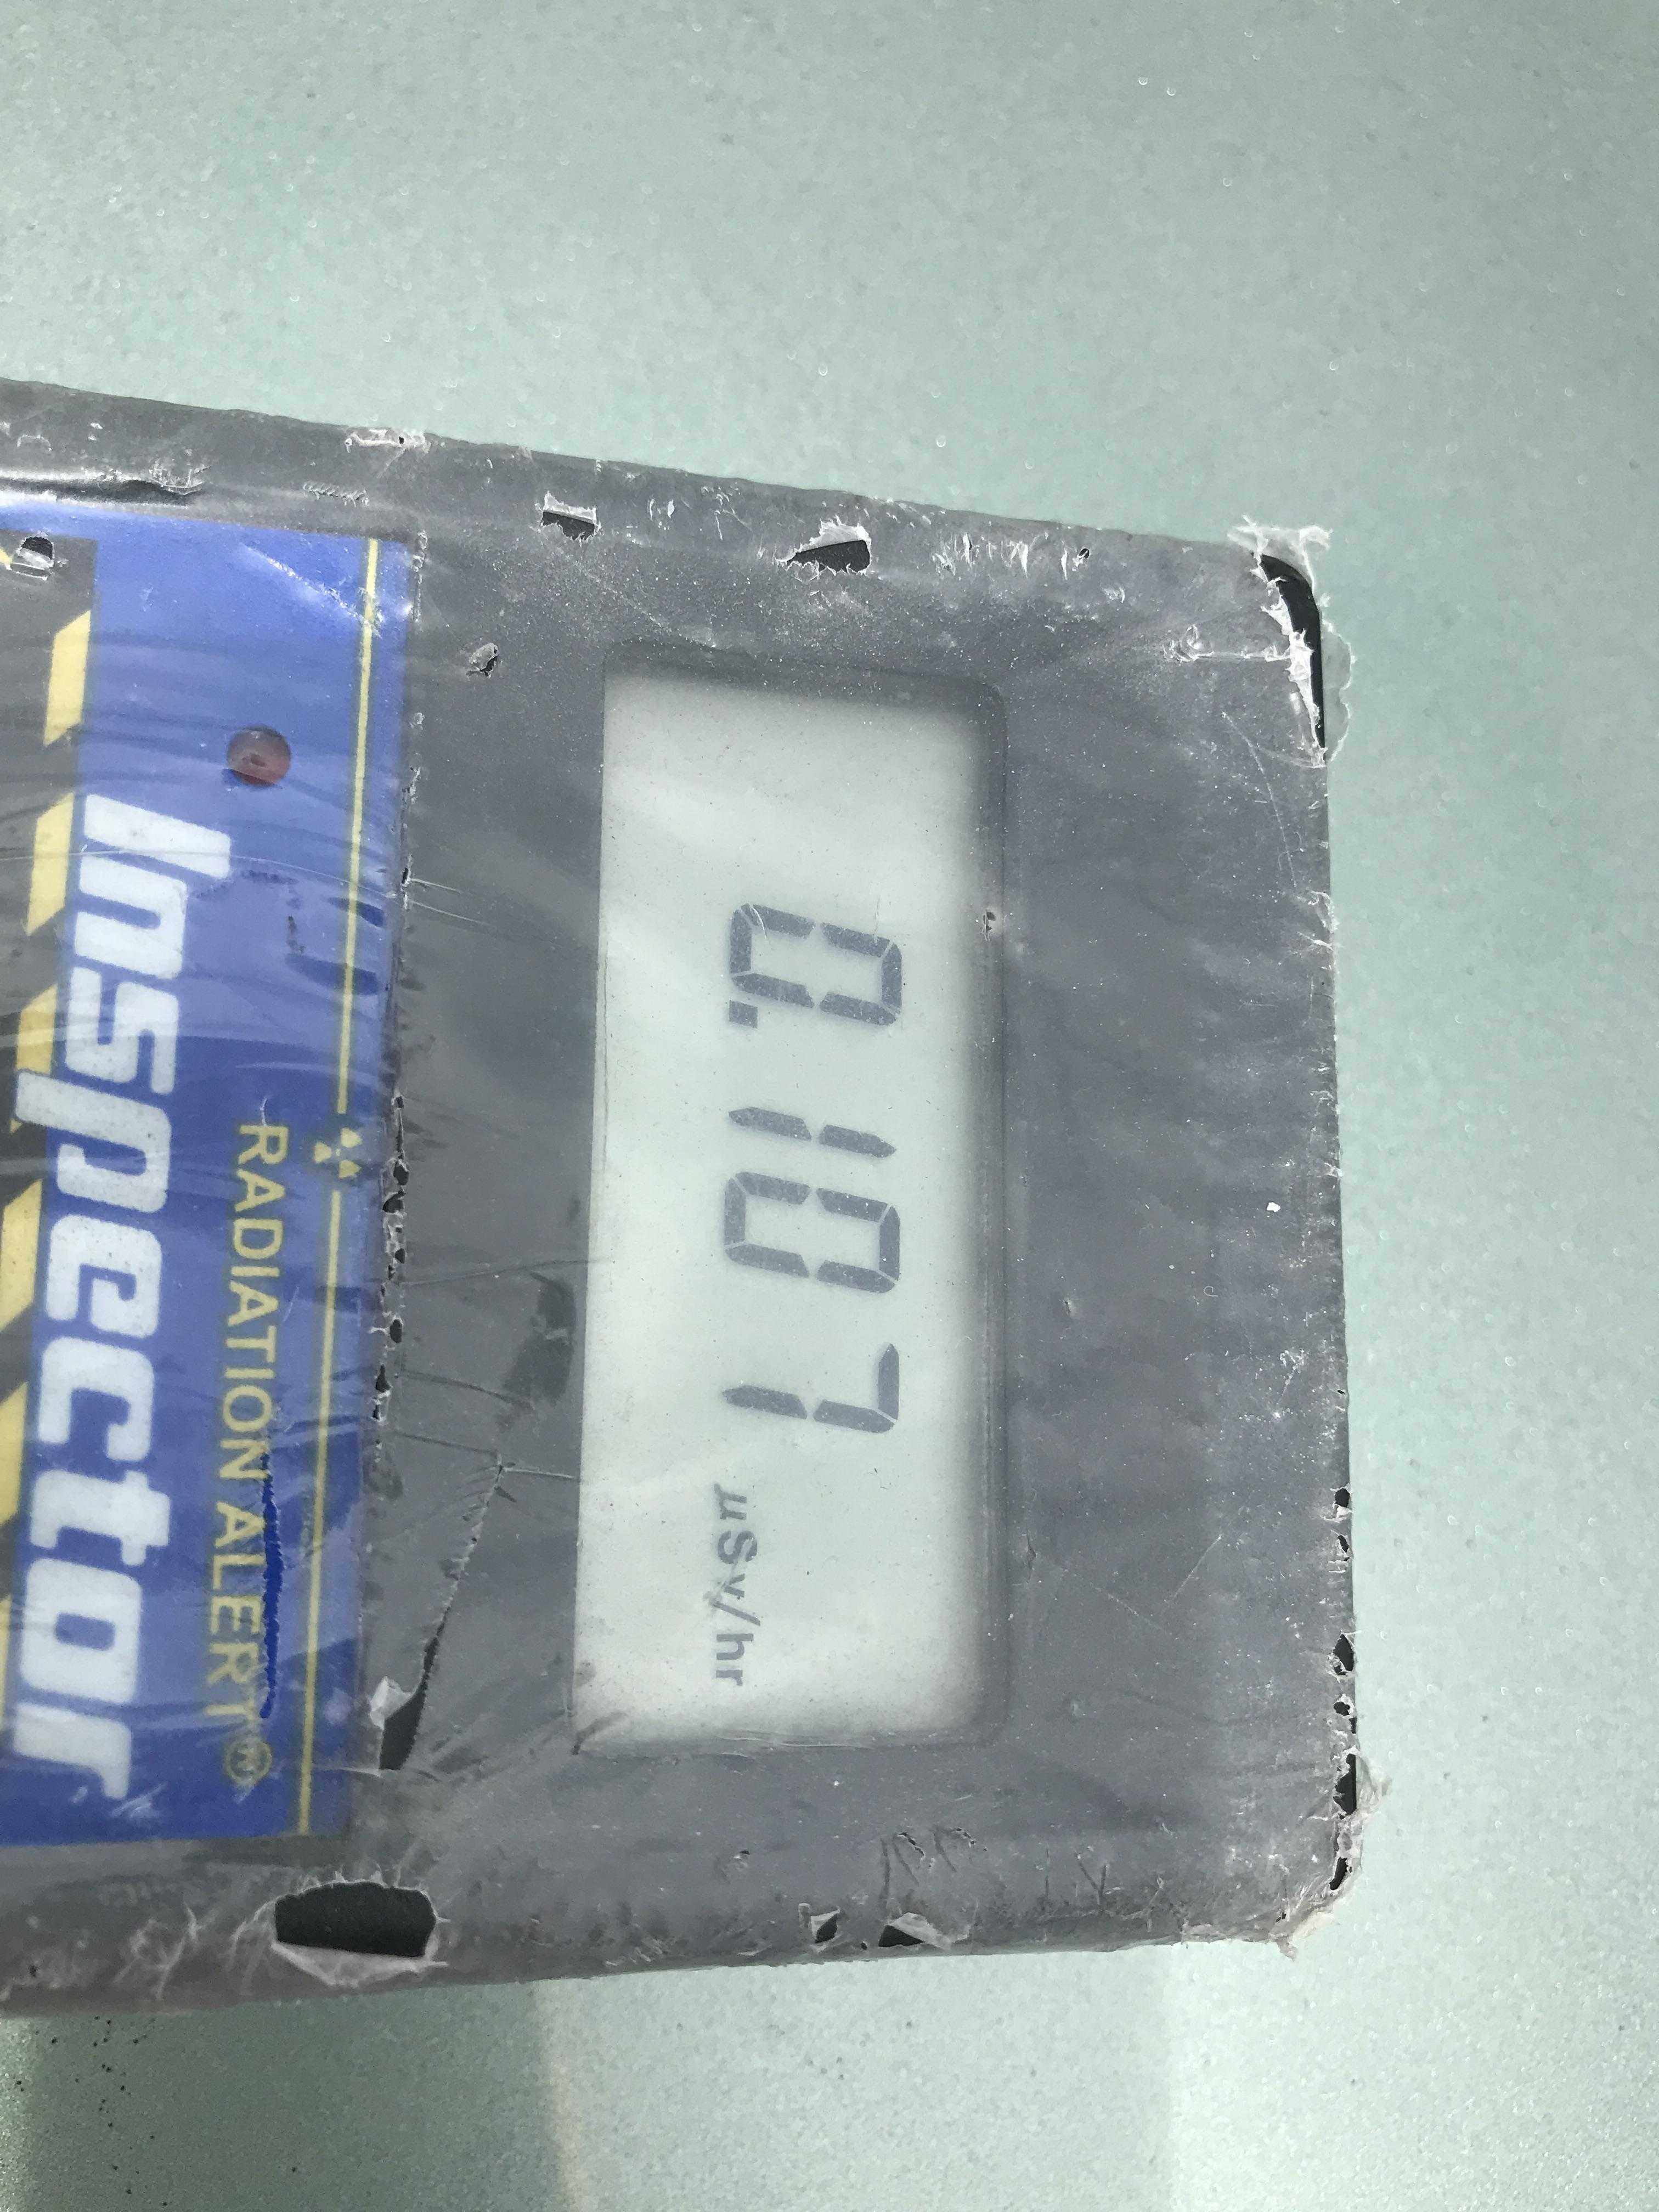 0.107 µSv/hr
RADIATION ALERT®
Inspector